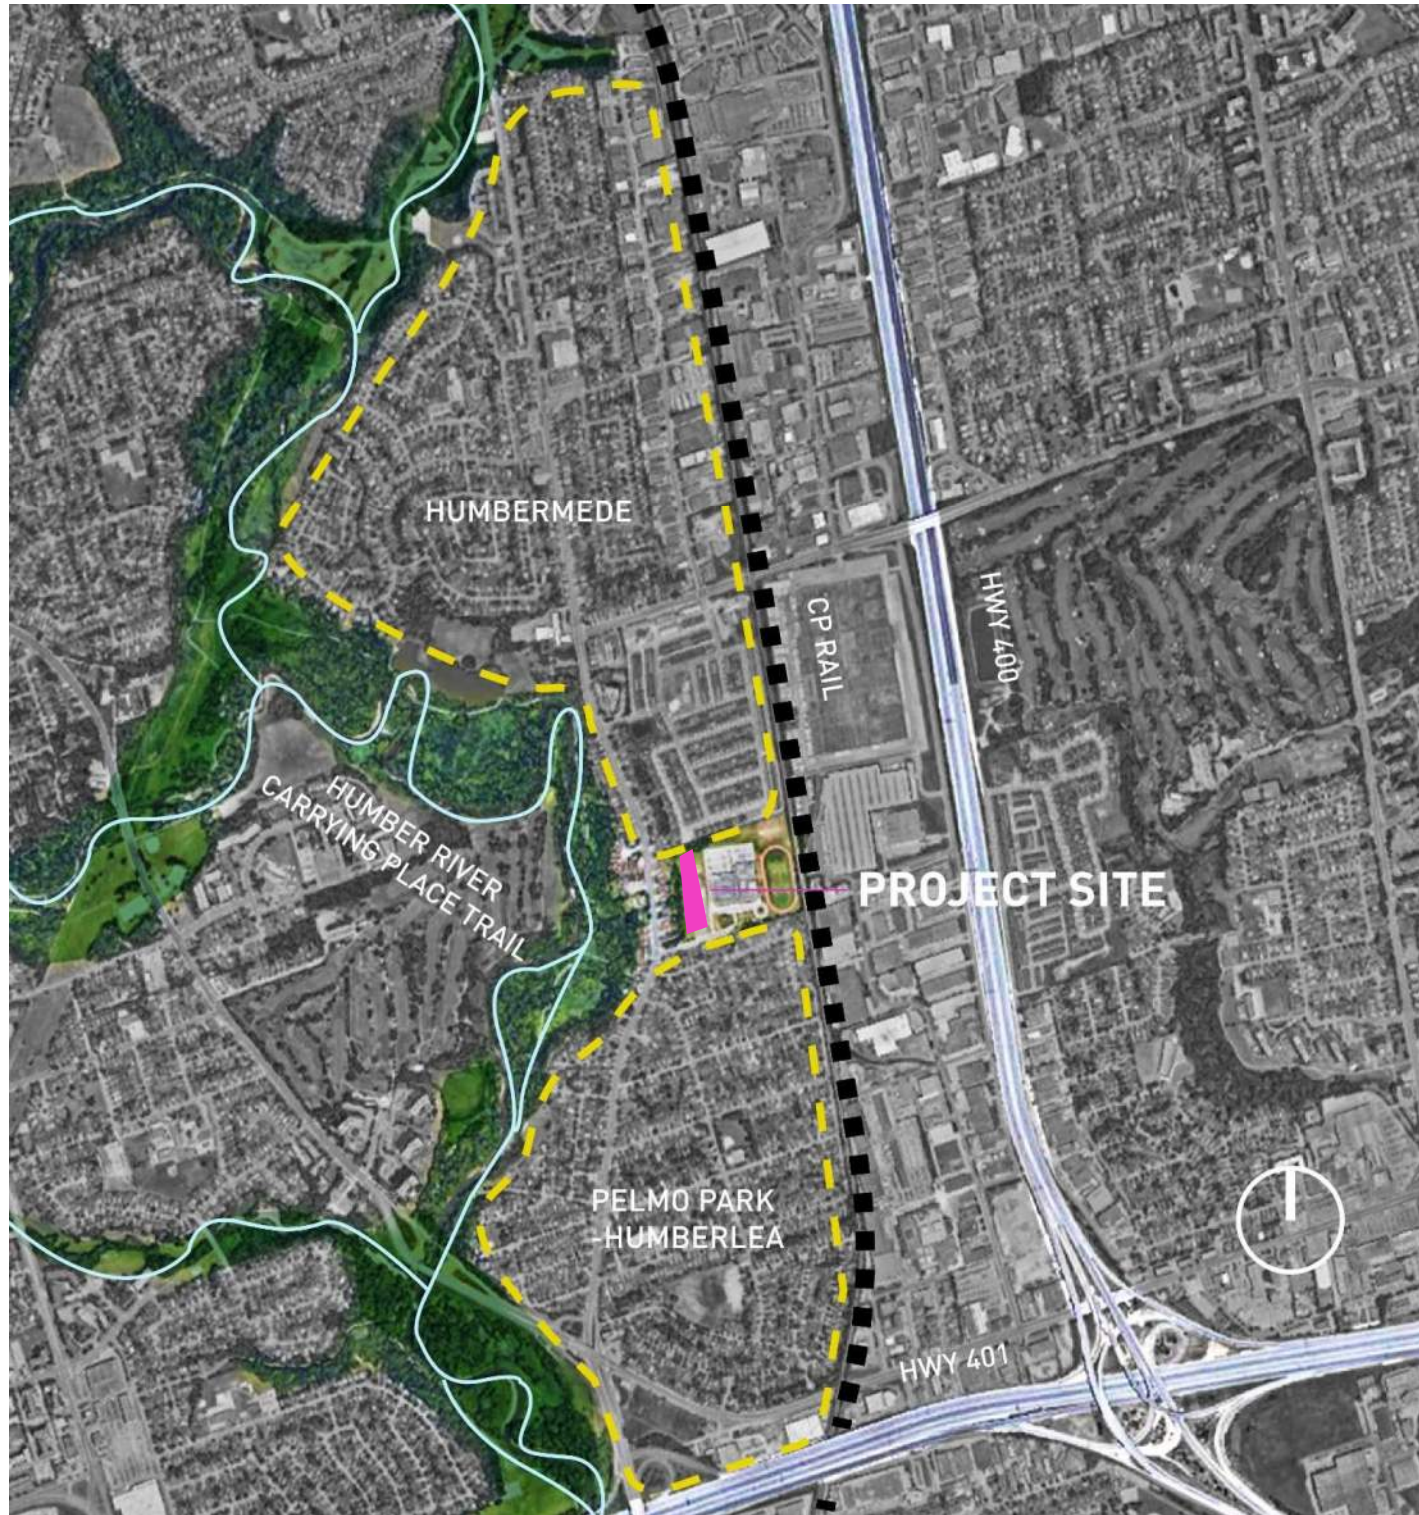 HUMBERMEDE
CP RAIL
HWY 400
HUMBER RIVER
CARRYING PLACE TRAIL
PROJECT SITE
PELMO PARK
-HUMBERLEA
HWY 401